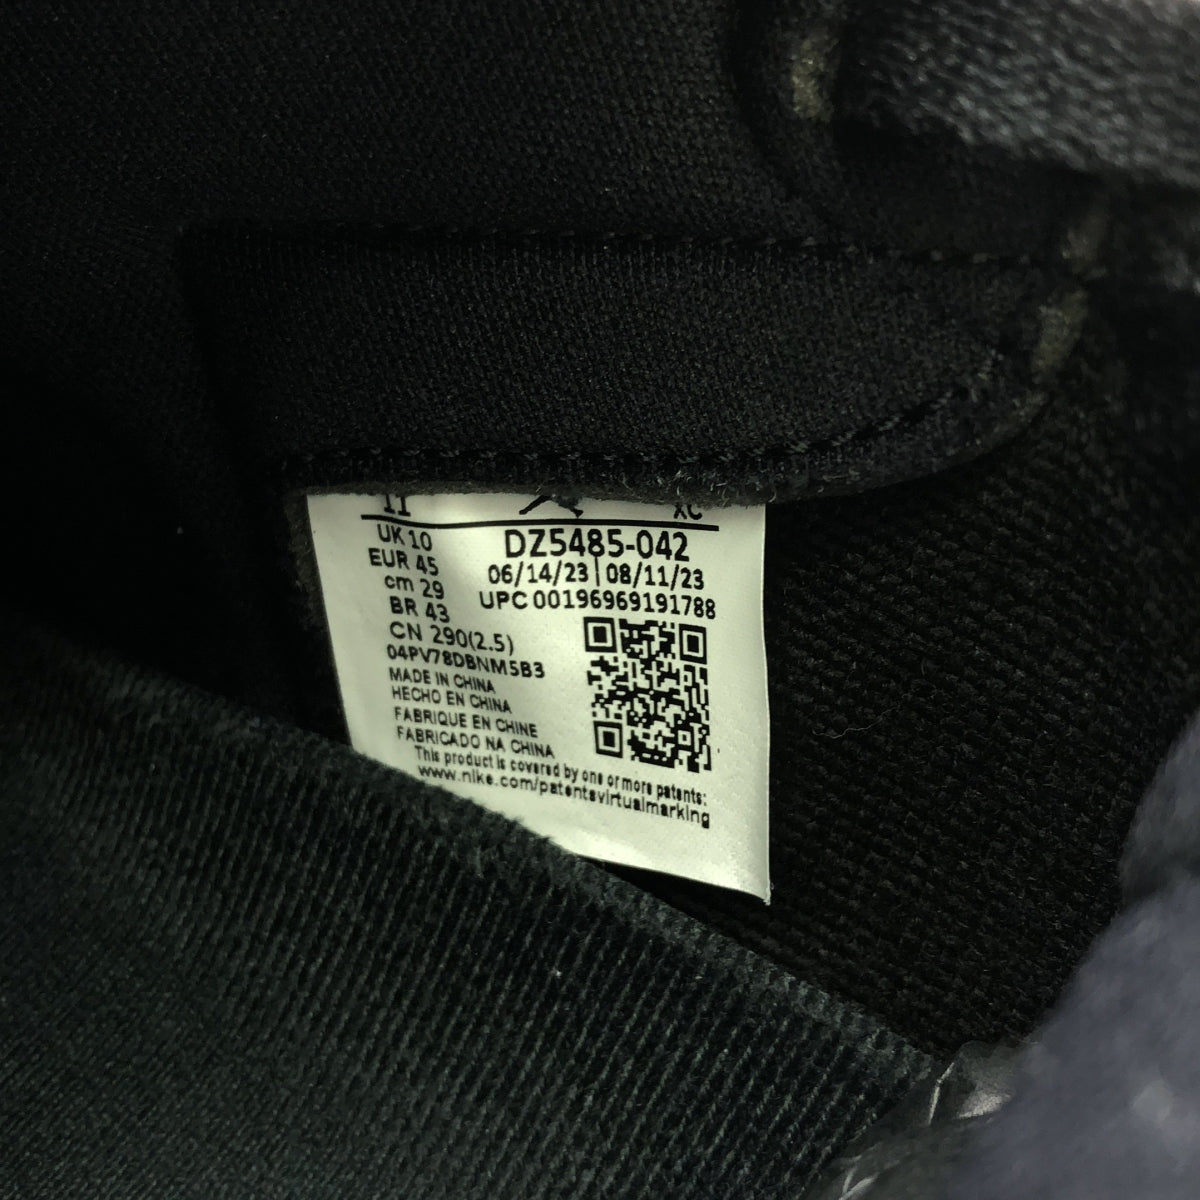 11 XC
UK 10
EUR 45
cm 29
BR 43
CN 290(2.5)
04PV78DBNM5B3
MADE IN CHINA
HECHO EN CHINA
FABRIQUE EN CHINE
FABRICADO NA CHINA
DZ5485-042
06/14/23 | 08/11/23
UPC 00196969191788
This product is covered by one or more patents:
www.nike.com/patentsvirtualmarking